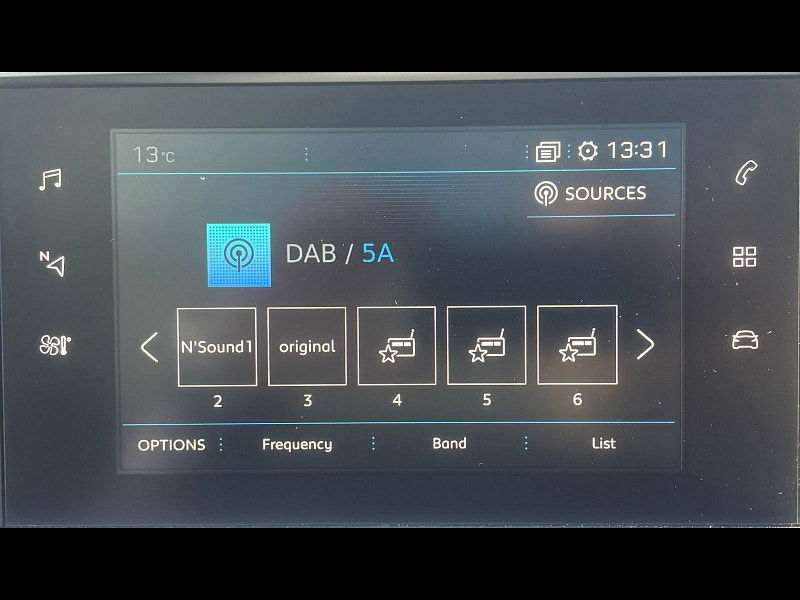 13°C
13:31
SOURCES
DAB / 5A
N'Sound1 original
2 3 4 5 6
OPTIONS Frequency Band List
N